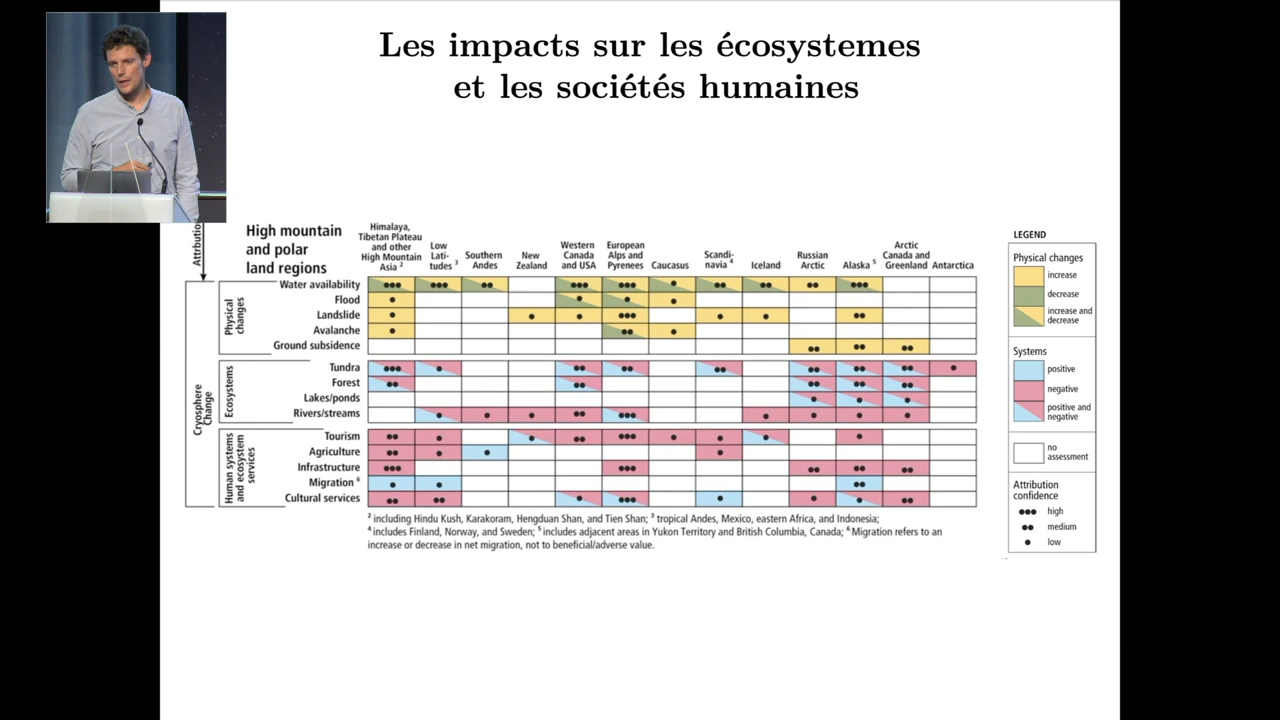 Les impacts sur les écosystemes
et les sociétés humaines
Attribution
High mountain
and polar
land regions
Himalaya,
Tibetan Plateau
and other
High Mountain
Asia 2
Low
Lati-
tudes 3
Southern
Andes
New
Zealand
Western
Canada
and USA
European
Alps and
Pyrenees
Caucasus
Scandi-
navia 4
Iceland
Russian
Arctic
Alaska 5
Arctic
Canada and
Greenland
Antarctica
Cryosphere
Change
Physical
changes
Water availability
Flood
Landslide
Avalanche
Ground subsidence
Ecosystems
Tundra
Forest
Lakes/ponds
Rivers/streams
Human systems
and ecosystem
services
Tourism
Agriculture
Infrastructure
Migration 6
Cultural services
2 including Hindu Kush, Karakoram, Hengduan Shan, and Tien Shan; 3 tropical Andes, Mexico, eastern Africa, and Indonesia;
4 includes Finland, Norway, and Sweden; 5 includes adjacent areas in Yukon Territory and British Columbia, Canada; 6 Migration refers to an
increase or decrease in net migration, not to beneficial/adverse value.
LEGEND
Physical changes
increase
decrease
increase and
decrease
Systems
positive
negative
positive and
negative
no
assessment
Attribution
confidence
high
medium
low